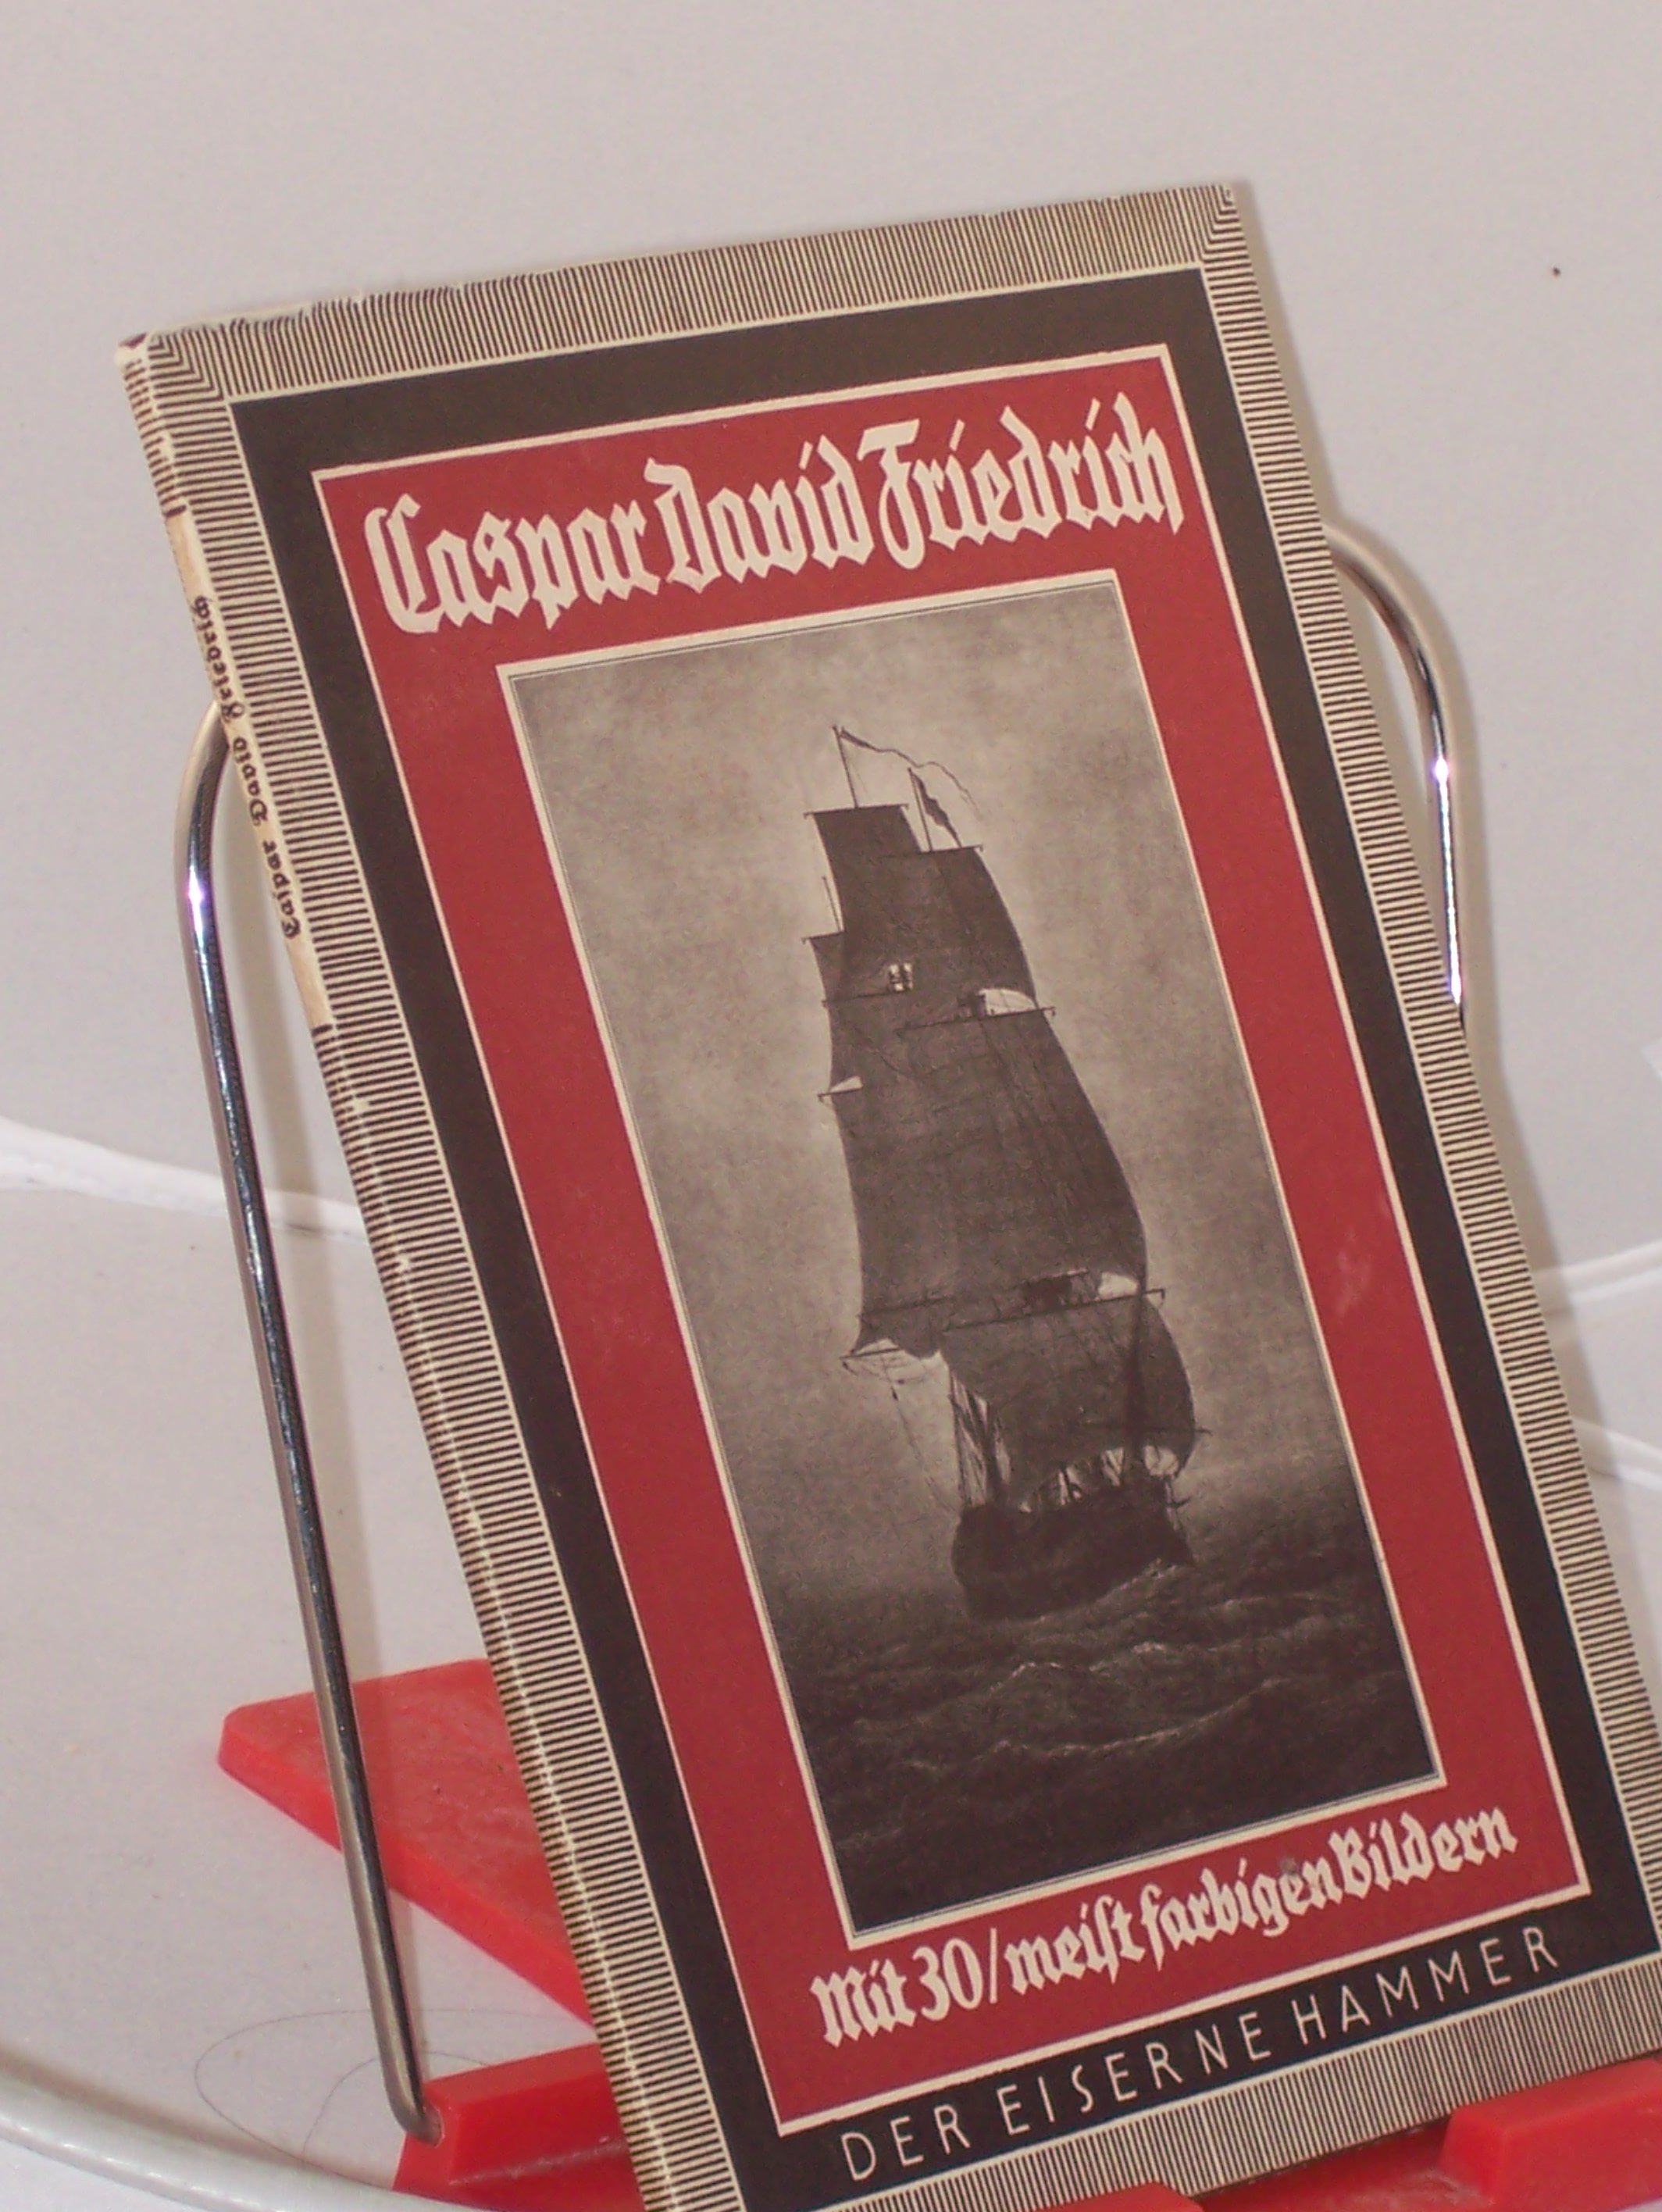 Caspar David Friedrich
Mit 30/meiſt farbigen Bildern
DER EISERNE HAMMER
Caſpar David Friedrich